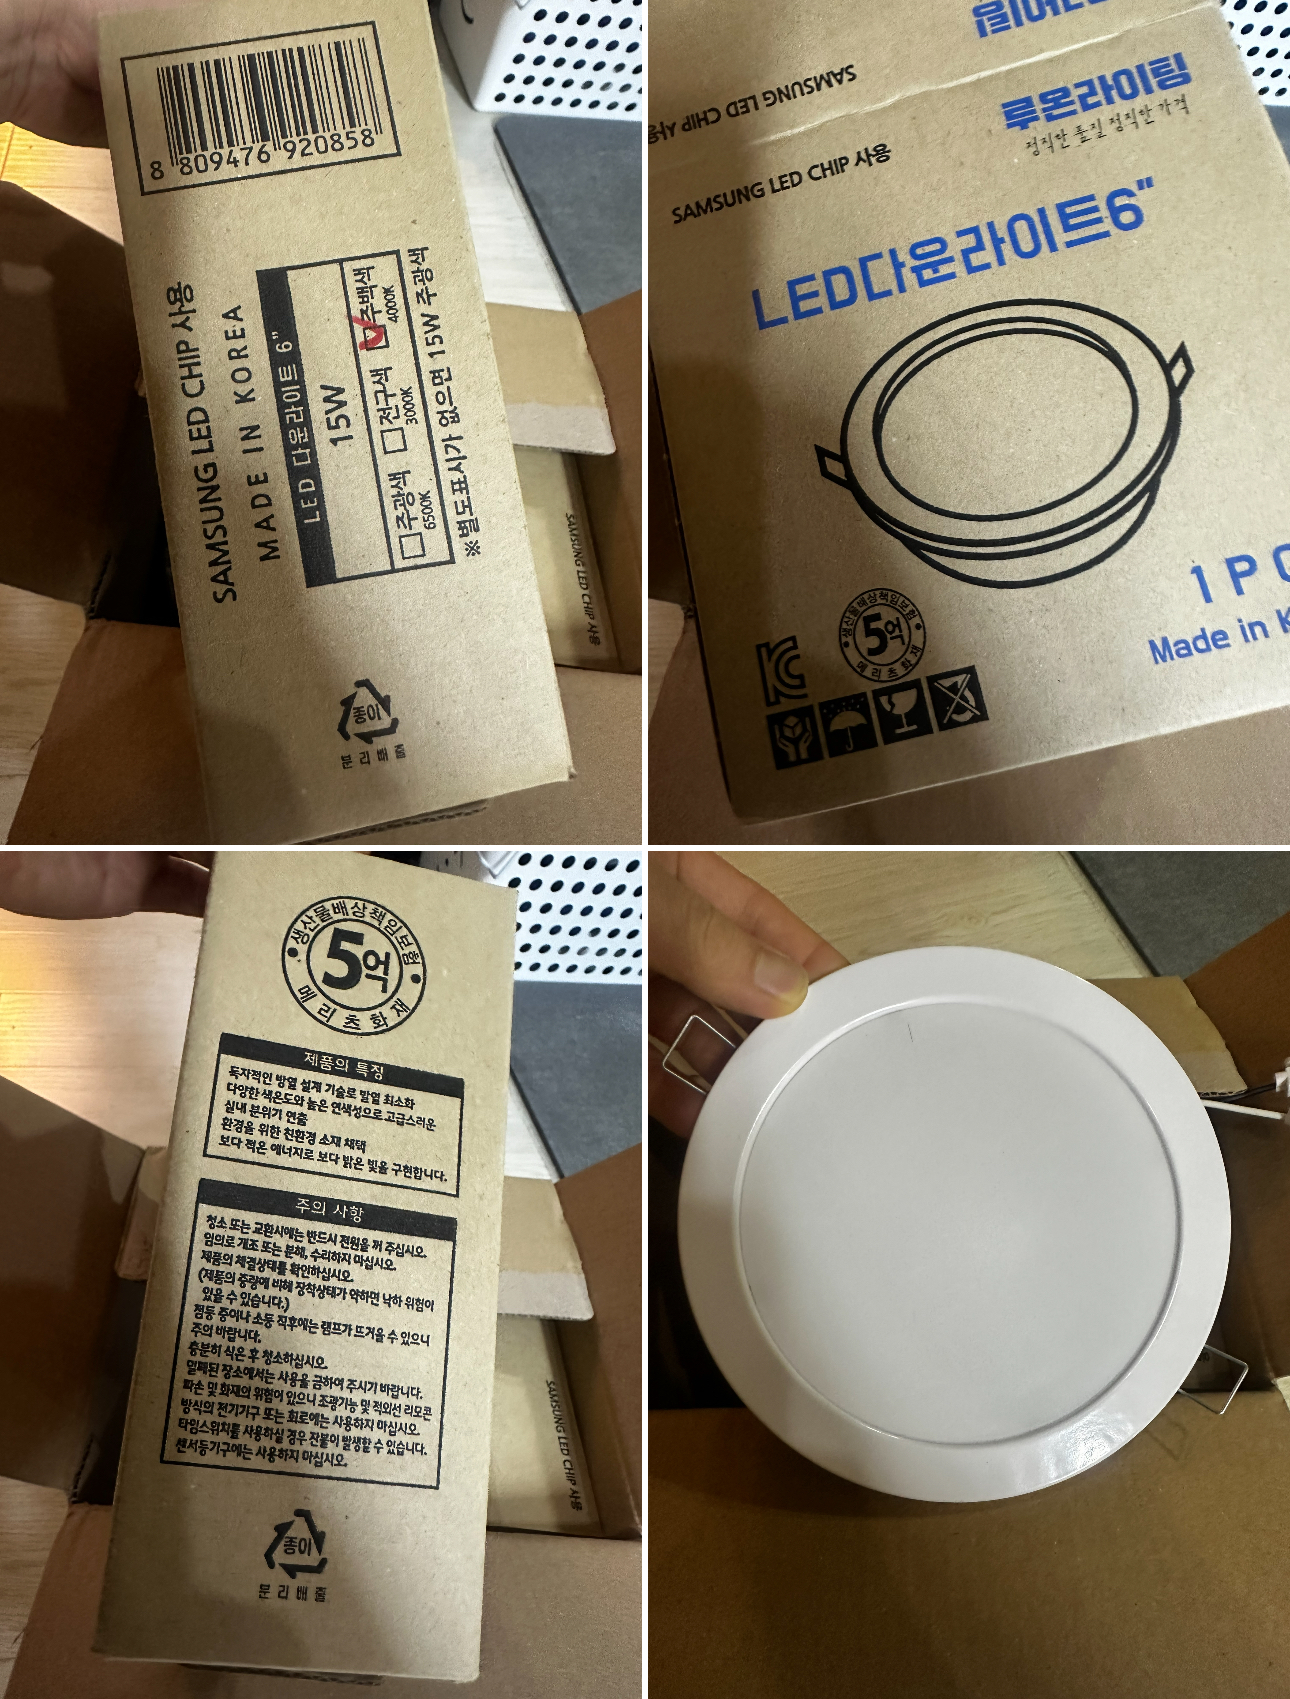 8 809476 920858
SAMSUNG LED CHIP 사용
MADE IN KOREA
LED 다운라이트 6"
15W
주광색 6500K
전구색 3000K
주백색 4000K
※별도표시가 없으면 15W 주광색
종이
분리배출
SAMSUNG LED CHIP 사용
SAMSUNG LED CHIP 사용
루온라이팅
정직한 품질 정직한 가격
SAMSUNG LED CHIP 사용
LED다운라이트6"
생산물배상책임보험
5억
메리츠화재
1 P
Made in
생산물배상책임보험
5억
메리츠화재
제품의 특징
독자적인 방열 설계 기술로 발열 최소화
다양한 색온도와 높은 연색성으로 고급스러운
실내 분위기 연출
환경을 위한 친환경 소재 채택
보다 적은 에너지로 보다 밝은 빛을 구현합니다.
주의 사항
청소 또는 교환시에는 반드시 전원을 꺼 주십시오.
임의로 개조 또는 분해, 수리하지 마십시오.
제품의 체결상태를 확인하십시오.
(제품의 중량에 비해 장착상태가 약하면 낙하 위험이
있을 수 있습니다.)
점등 중이나 소등 직후에는 램프가 뜨거울 수 있으니
주의 바랍니다.
충분히 식은 후 청소하십시오.
밀폐된 장소에서는 사용을 금하여 주시기 바랍니다.
파손 및 화재의 위험이 있으니 조광기능 및 적외선 리모콘
방식의 전기기구 또는 회로에는 사용하지 마십시오.
타임스위치를 사용하실 경우 잔불이 발생할 수 있습니다.
센서등기구에는 사용하지 마십시오.
종이
분리배출
SAMSUNG LED CHIP 사용